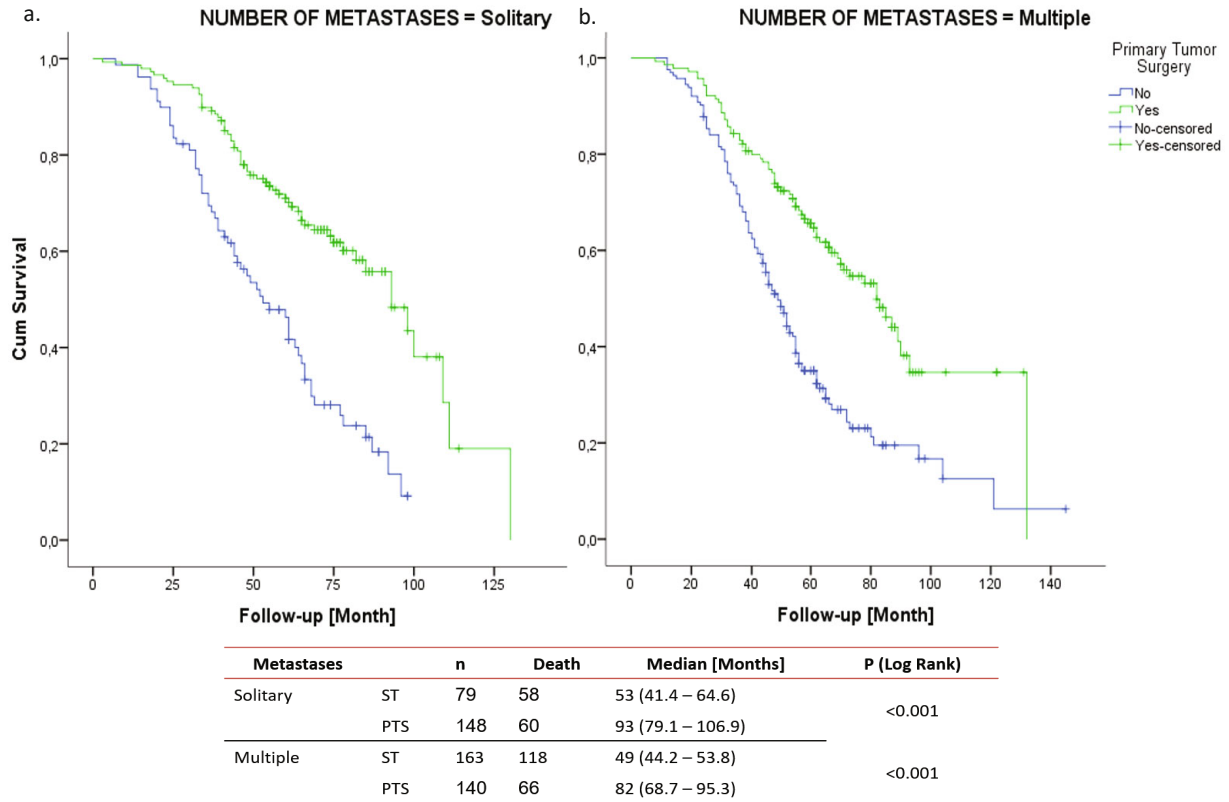 a.
NUMBER OF METASTASES = Solitary
b.
NUMBER OF METASTASES = Multiple
Primary Tumor
Surgery
No
Yes
No-censored
Yes-censored
Cum Survival
1,0
0,8
0,6
0,4
0,2
0,0
0 25 50 75 100 125
Follow-up [Month]
1,0
0,8
0,6
0,4
0,2
0,0
0 20 40 60 80 100 120 140
Follow-up [Month]
Metastases n Death Median [Months] P (Log Rank)
Solitary ST 79 58 53 (41.4 – 64.6) <0.001
PTS 148 60 93 (79.1 – 106.9)
Multiple ST 163 118 49 (44.2 – 53.8) <0.001
PTS 140 66 82 (68.7 – 95.3)